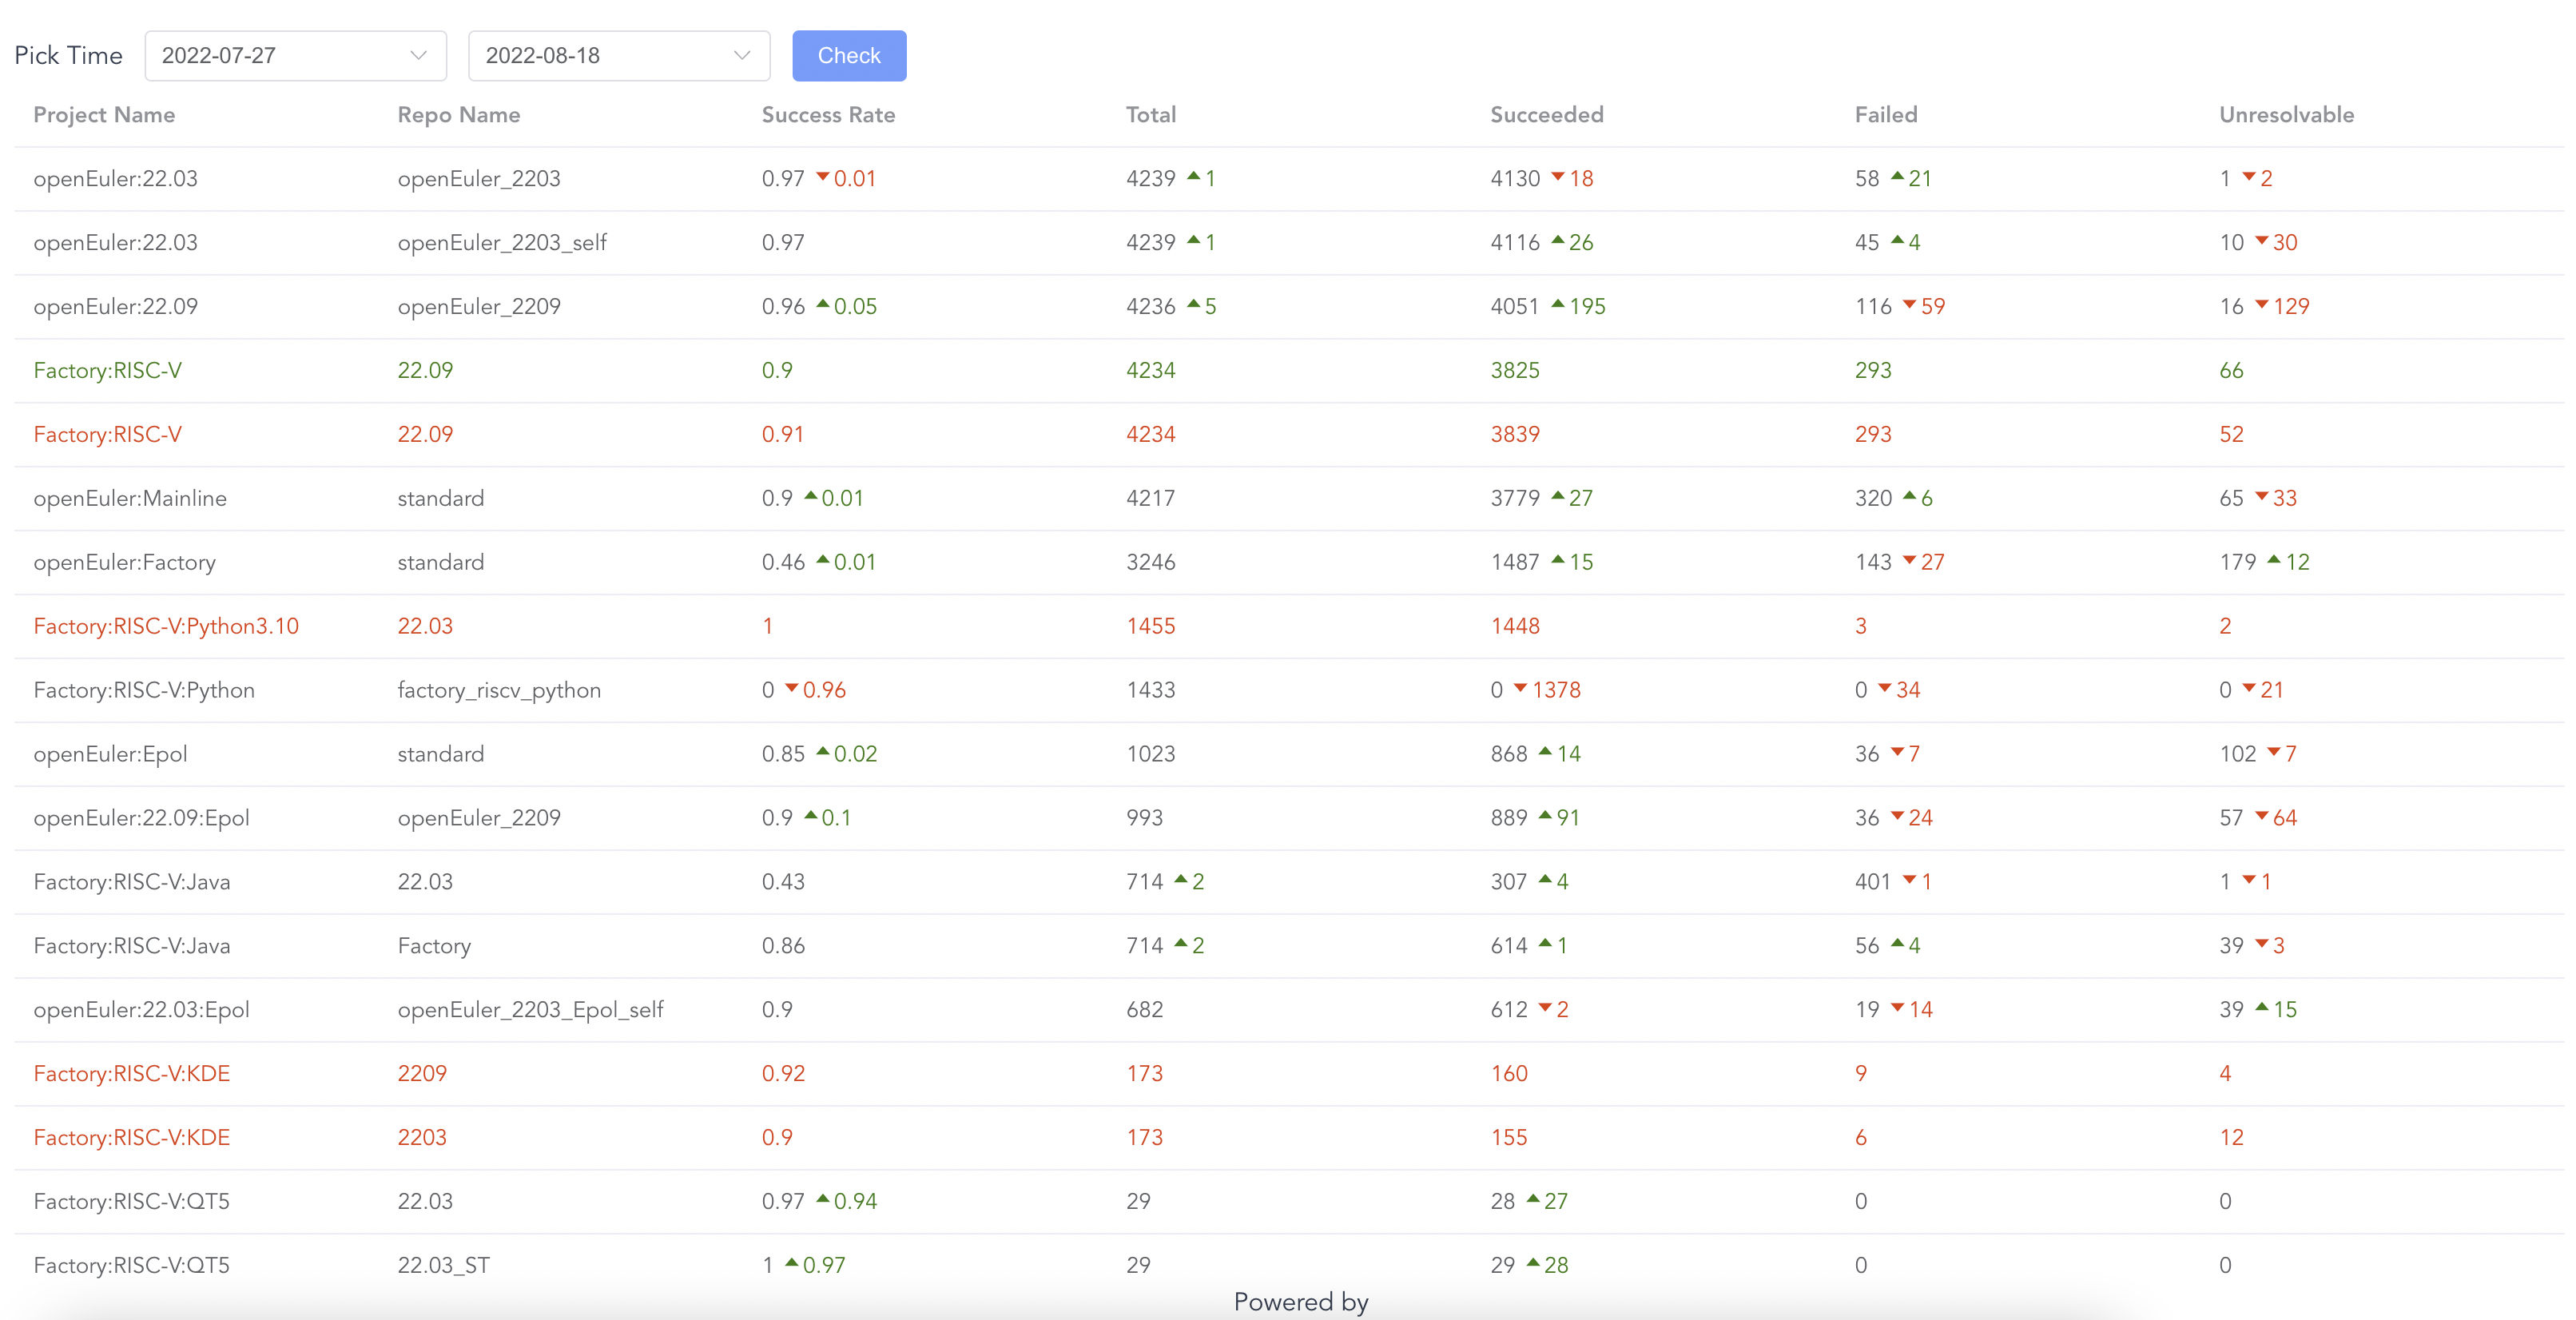 Pick Time 2022-07-27 2022-08-18 Check
Project Name Repo Name Success Rate Total Succeeded Failed Unresolvable
openEuler:22.03 openEuler_2203 0.97 ▼0.01 4239 ▲1 4130 ▼18 58 ▲21 1 ▼2
openEuler:22.03 openEuler_2203_self 0.97 4239 ▲1 4116 ▲26 45 ▲4 10 ▼30
openEuler:22.09 openEuler_2209 0.96 ▲0.05 4236 ▲5 4051 ▲195 116 ▼59 16 ▼129
Factory:RISC-V 22.09 0.9 4234 3825 293 66
Factory:RISC-V 22.09 0.91 4234 3839 293 52
openEuler:Mainline standard 0.9 ▲0.01 4217 3779 ▲27 320 ▲6 65 ▼33
openEuler:Factory standard 0.46 ▲0.01 3246 1487 ▲15 143 ▼27 179 ▲12
Factory:RISC-V:Python3.10 22.03 1 1455 1448 3 2
Factory:RISC-V:Python factory_riscv_python 0 ▼0.96 1433 0 ▼1378 0 ▼34 0 ▼21
openEuler:Epol standard 0.85 ▲0.02 1023 868 ▲14 36 ▼7 102 ▼7
openEuler:22.09:Epol openEuler_2209 0.9 ▲0.1 993 889 ▲91 36 ▼24 57 ▼64
Factory:RISC-V:Java 22.03 0.43 714 ▲2 307 ▲4 401 ▼1 1 ▼1
Factory:RISC-V:Java Factory 0.86 714 ▲2 614 ▲1 56 ▲4 39 ▼3
openEuler:22.03:Epol openEuler_2203_Epol_self 0.9 682 612 ▼2 19 ▼14 39 ▲15
Factory:RISC-V:KDE 2209 0.92 173 160 9 4
Factory:RISC-V:KDE 2203 0.9 173 155 6 12
Factory:RISC-V:QT5 22.03 0.97 ▲0.94 29 28 ▲27 0 0
Factory:RISC-V:QT5 22.03_ST 1 ▲0.97 29 29 ▲28 0 0
Powered by